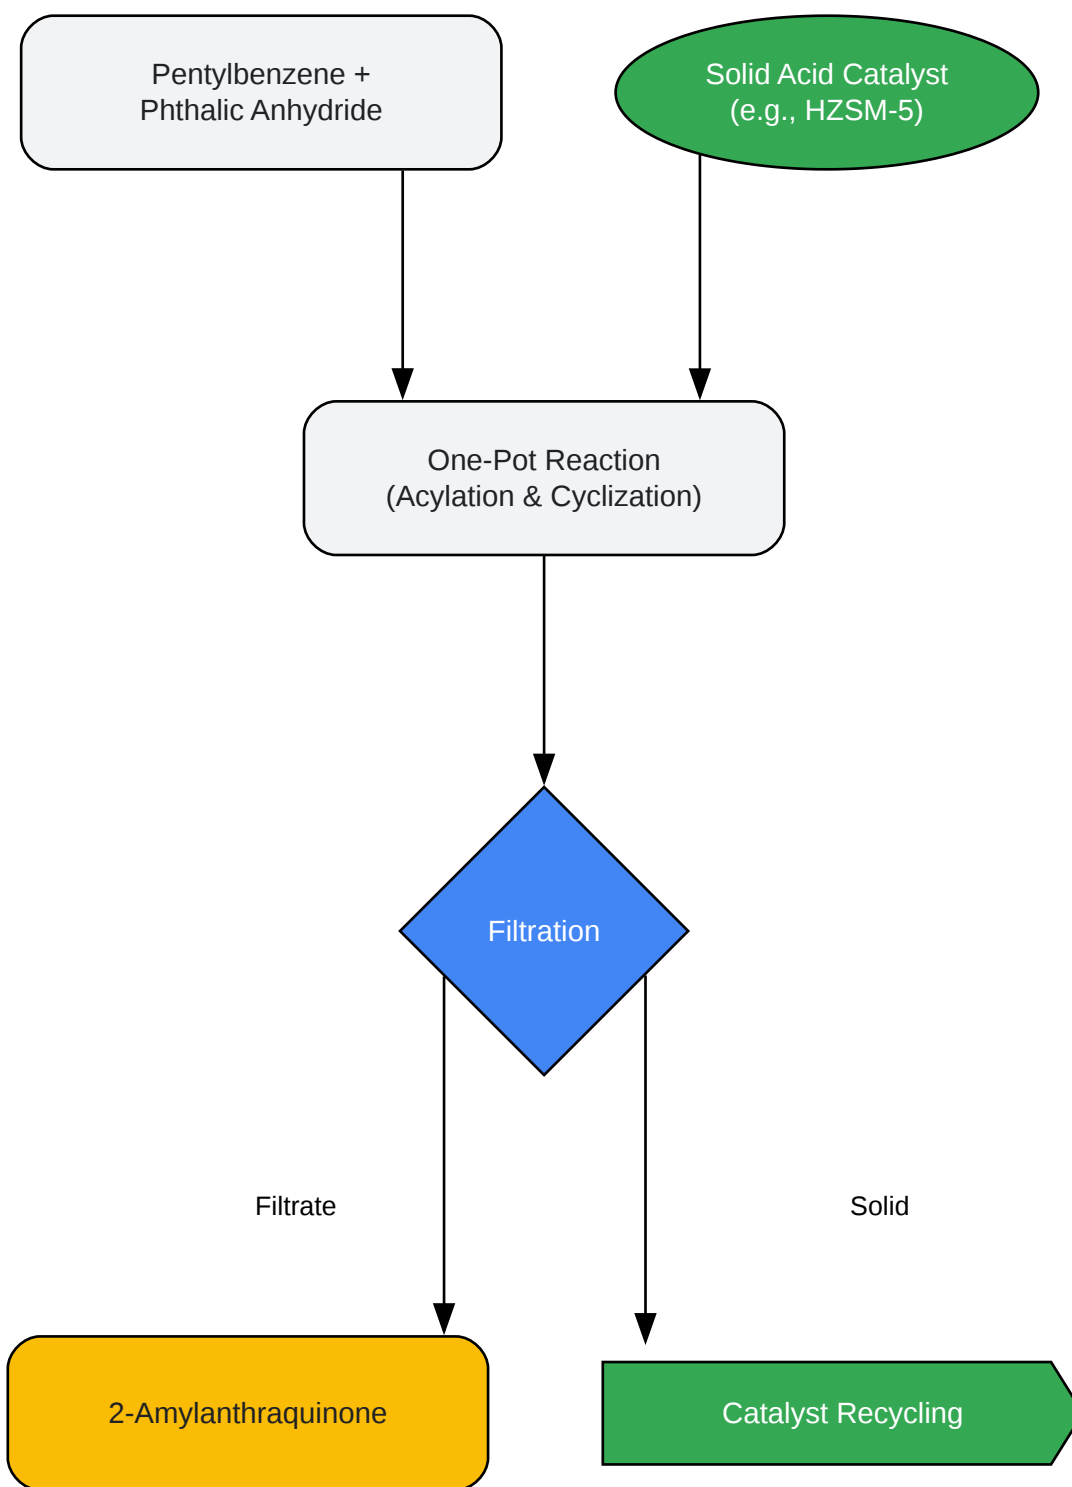 Pentylbenzene +
Phthalic Anhydride
Solid Acid Catalyst
(e.g., HZSM-5)
One-Pot Reaction
(Acylation & Cyclization)
Filtration
Filtrate
Solid
2-Amylanthraquinone
Catalyst Recycling